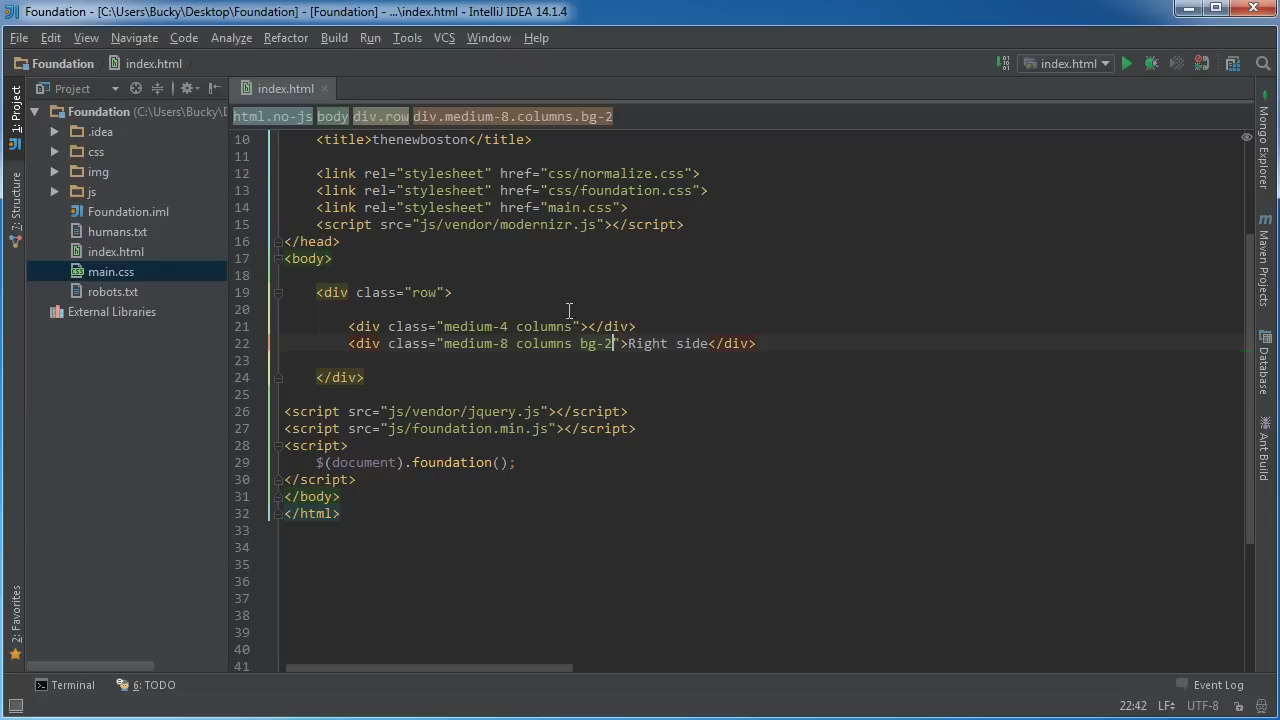 Foundation - [C:\Users\Bucky\Desktop\Foundation] - [Foundation] - ...\index.html - IntelliJ IDEA 14.1.4
File Edit View Navigate Code Analyze Refactor Build Run Tools VCS Window Help
Foundation index.html index.html
1: Project
7: Structure
2: Favorites
Project
Foundation (C:\Users\Bucky\D
.idea
css
img
js
Foundation.iml
humans.txt
index.html
main.css
robots.txt
External Libraries
index.html
html.no-js body div.row div.medium-8.columns.bg-2
10 <title>thenewboston</title>
11
12 <link rel="stylesheet" href="css/normalize.css">
13 <link rel="stylesheet" href="css/foundation.css">
14 <link rel="stylesheet" href="main.css">
15 <script src="js/vendor/modernizr.js"></script>
16 </head>
17 <body>
18
19 <div class="row">
20
21 <div class="medium-4 columns"></div>
22 <div class="medium-8 columns bg-2">Right side</div>
23
24 </div>
25
26 <script src="js/vendor/jquery.js"></script>
27 <script src="js/foundation.min.js"></script>
28 <script>
29 $(document).foundation();
30 </script>
31 </body>
32 </html>
33
34
35
36
37
38
39
40
41
Mongo Explorer
Maven Projects
Database
Ant Build
Terminal 6: TODO Event Log
22:42 LF UTF-8